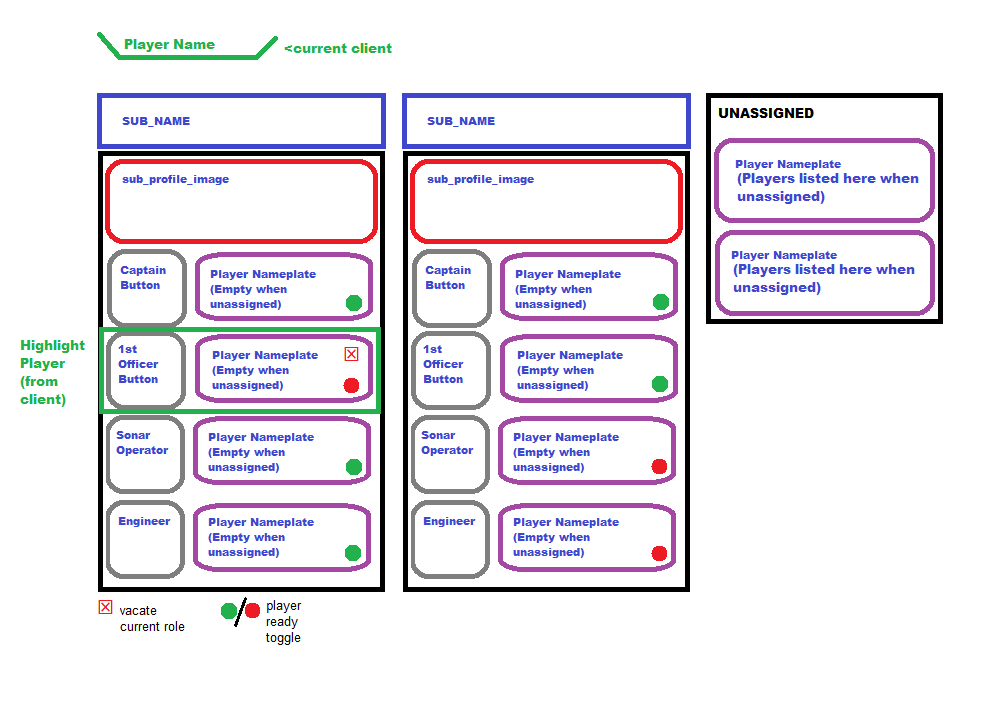 Player Name
<current client
SUB_NAME
sub_profile_image
Captain
Button
Player Nameplate
(Empty when
unassigned)
Highlight
Player
(from
client)
1st
Officer
Button
Player Nameplate
(Empty when
unassigned)
Sonar
Operator
Player Nameplate
(Empty when
unassigned)
Engineer
Player Nameplate
(Empty when
unassigned)
SUB_NAME
sub_profile_image
Captain
Button
Player Nameplate
(Empty when
unassigned)
1st
Officer
Button
Player Nameplate
(Empty when
unassigned)
Sonar
Operator
Player Nameplate
(Empty when
unassigned)
Engineer
Player Nameplate
(Empty when
unassigned)
UNASSIGNED
Player Nameplate
(Players listed here when
unassigned)
Player Nameplate
(Players listed here when
unassigned)
vacate
current role
player
ready
toggle